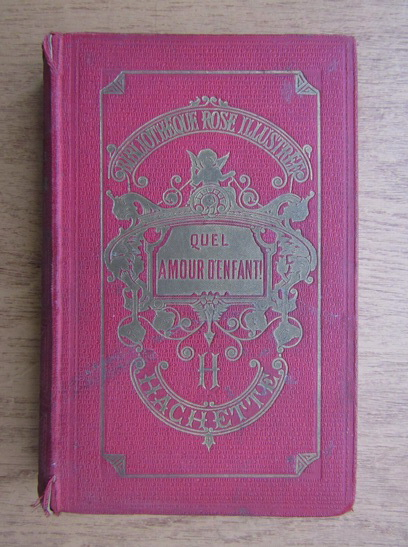 BIBLIOTHÈQUE ROSE ILLUSTRÉE
QUEL
AMOUR D'ENFANT!
H
HACHETTE